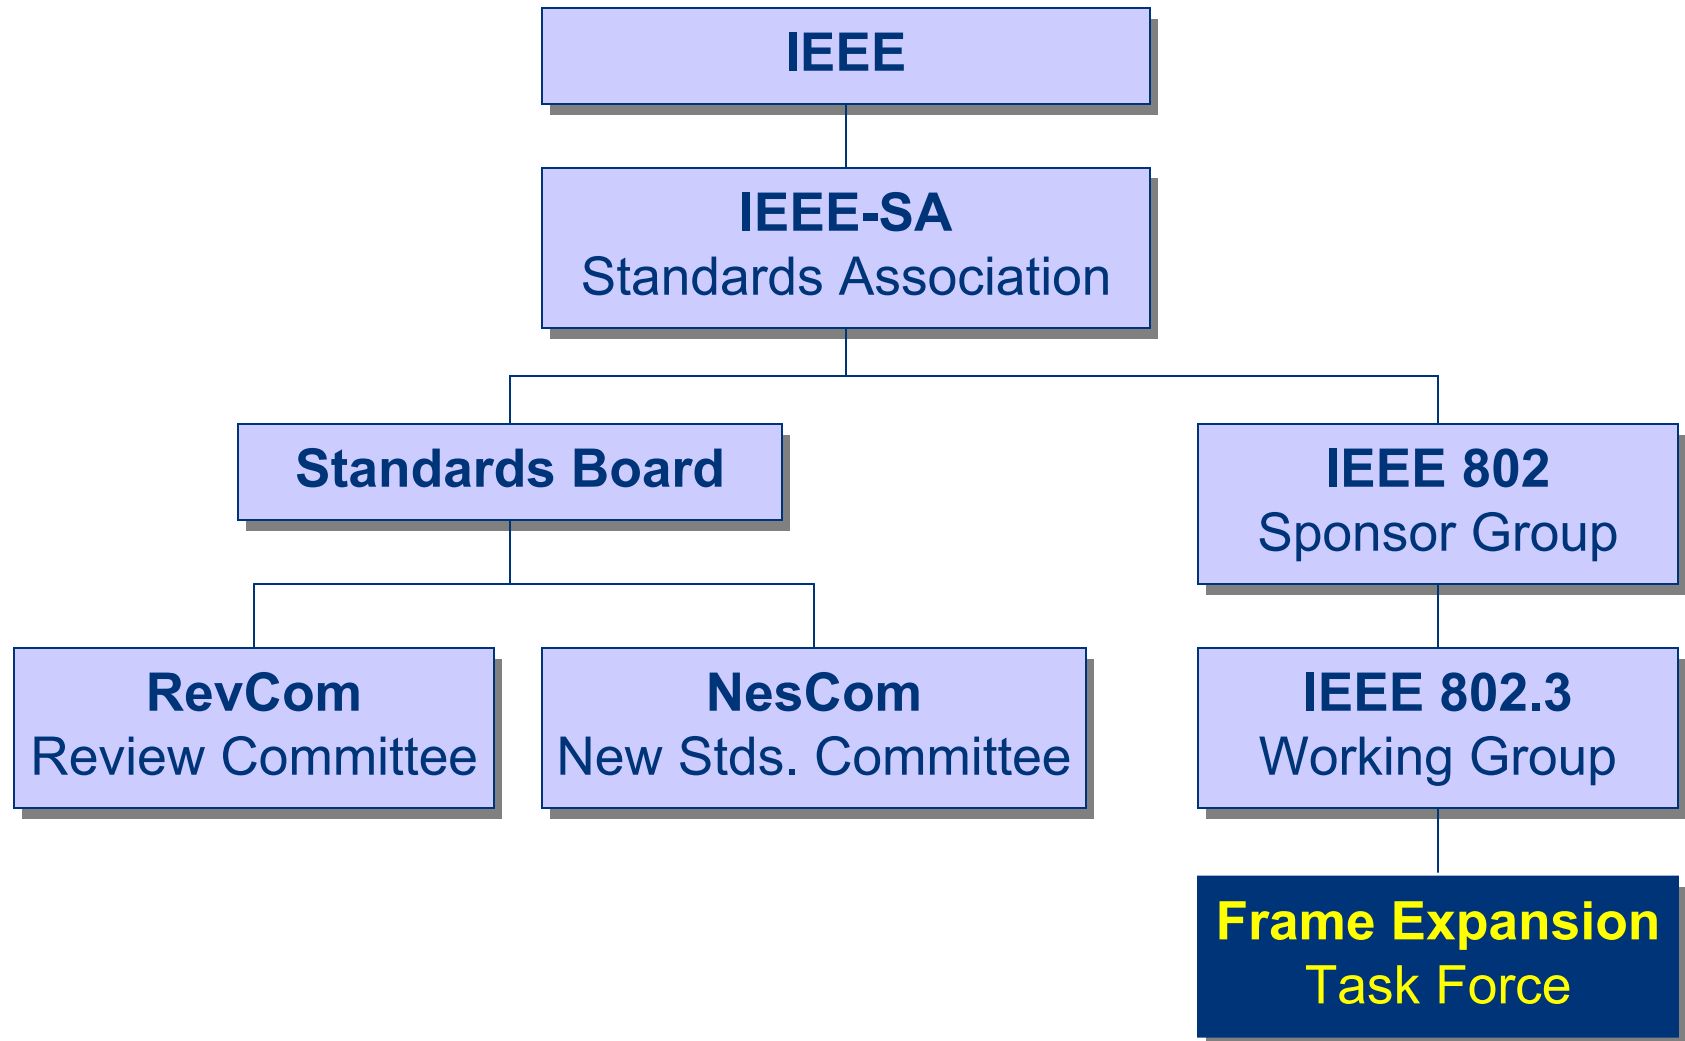 IEEE
IEEE-SA
Standards Association
Standards Board
IEEE 802
Sponsor Group
RevCom
Review Committee
NesCom
New Stds. Committee
IEEE 802.3
Working Group
Frame Expansion
Task Force